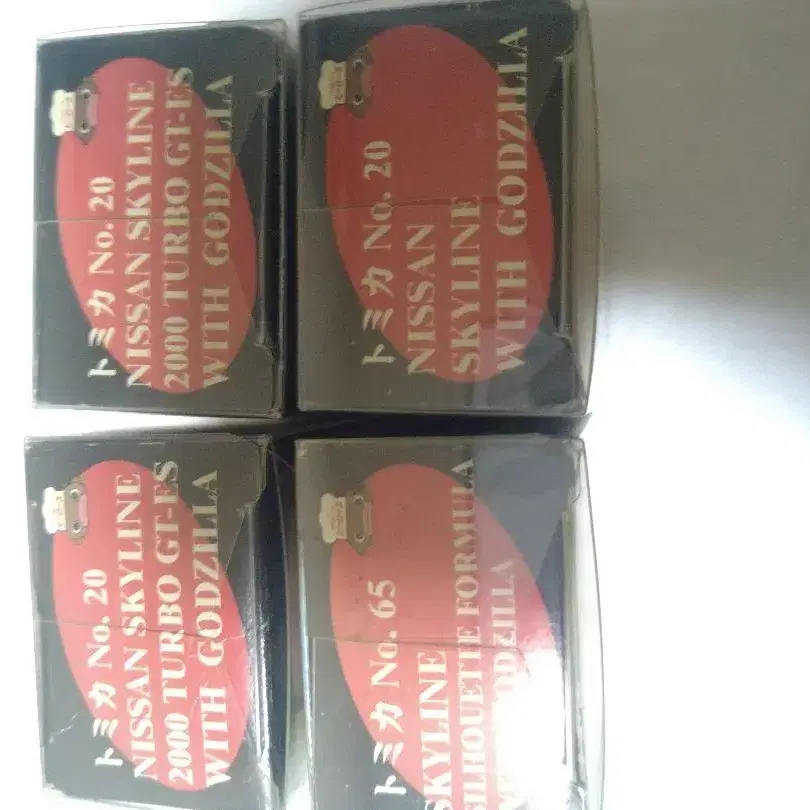 トミカ No. 20
NISSAN SKYLINE
2000 TURBO GT-ES
WITH GODZILLA
トミカ No. 20
NISSAN
SKYLINE
WITH GODZILLA
トミカ No. 20
NISSAN SKYLINE
2000 TURBO GT-ES
WITH GODZILLA
トミカ No. 65
SKYLINE
SILHOUETTE FORMULA
GODZILLA